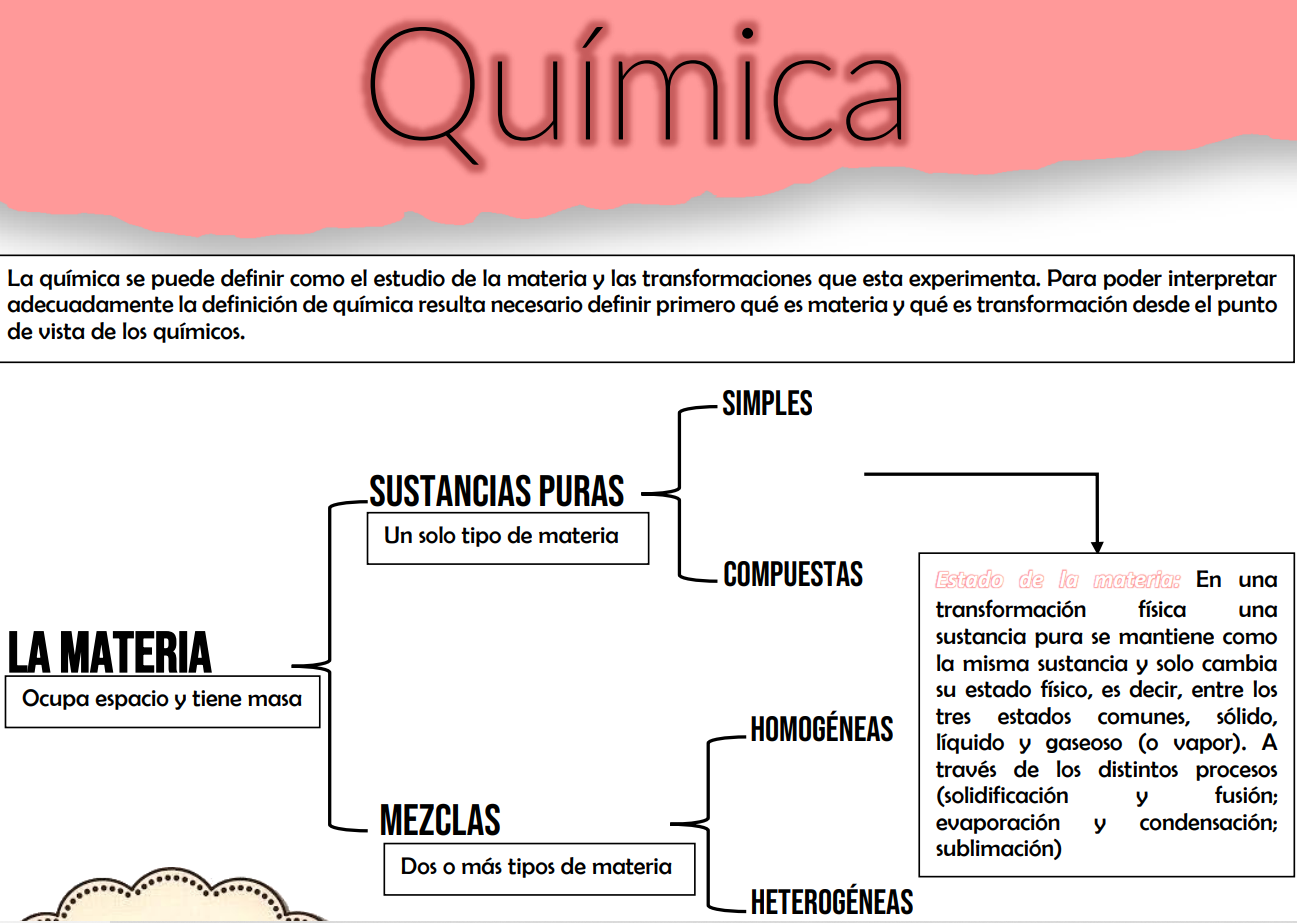 Química
La química se puede definir como el estudio de la materia y las transformaciones que esta experimenta. Para poder interpretar
adecuadamente la definición de química resulta necesario definir primero qué es materia y qué es transformación desde el punto
de vista de los químicos.
SIMPLES
SUSTANCIAS PURAS
Un solo tipo de materia
COMPUESTAS
LA MATERIA
Ocupa espacio y tiene masa
HOMOGÉNEAS
MEZCLAS
Dos o más tipos de materia
HETEROGÉNEAS
Estado de la materia: En una
transformación física una
sustancia pura se mantiene como
la misma sustancia y solo cambia
su estado físico, es decir, entre los
tres estados comunes, sólido,
líquido y gaseoso (o vapor). A
través de los distintos procesos
(solidificación y fusión;
evaporación y condensación;
sublimación)